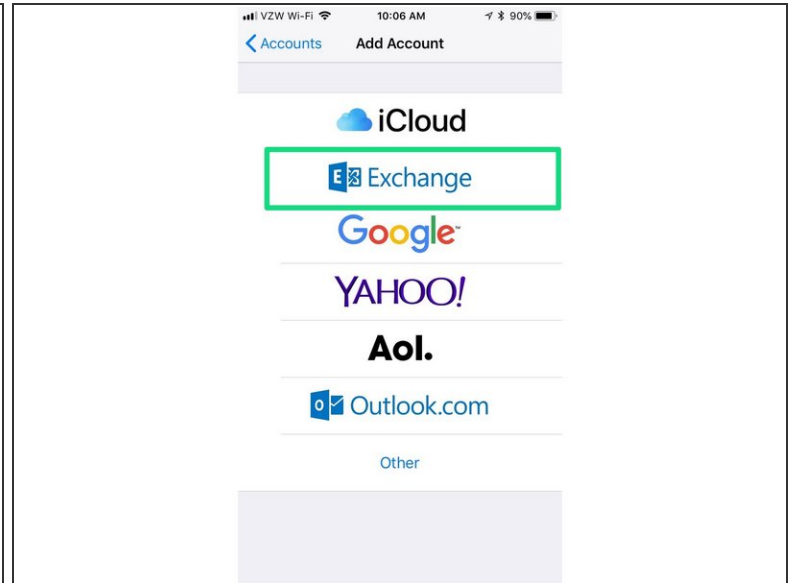 VZW Wi-Fi 10:06 AM 90%
Accounts Add Account
iCloud
E Exchange
Google
YAHOO!
Aol.
o Outlook.com
Other